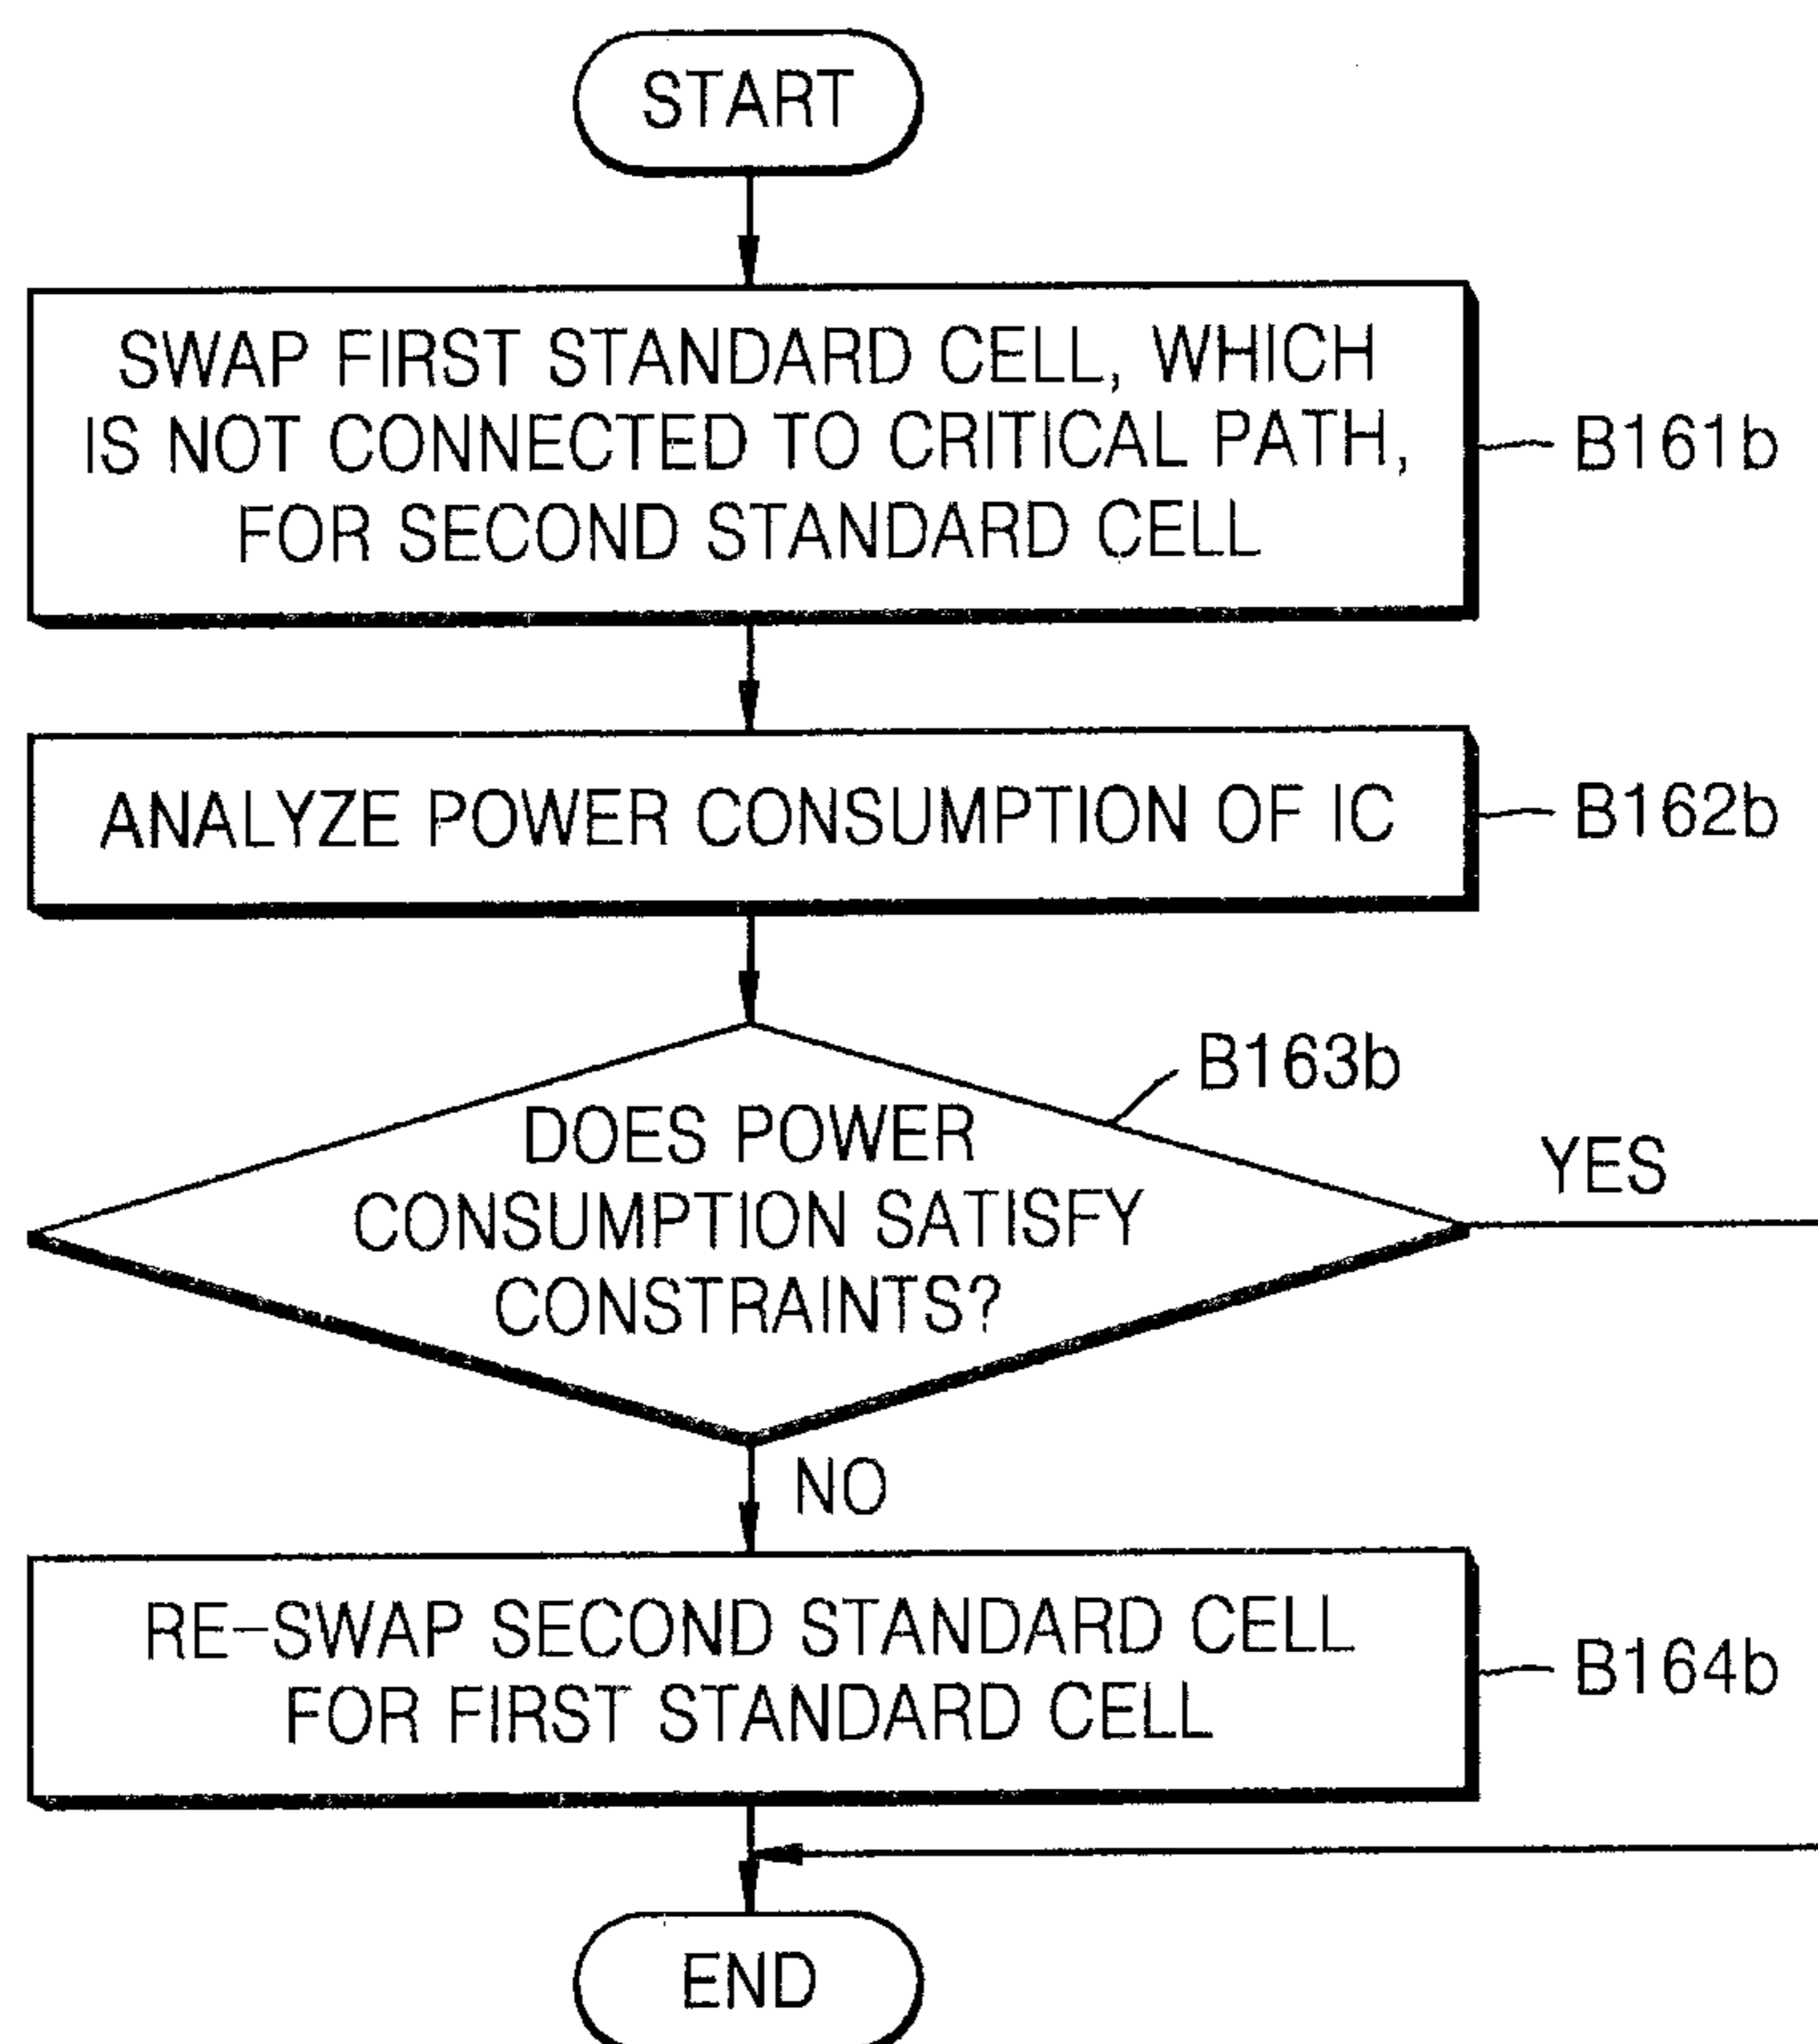 START
SWAP FIRST STANDARD CELL, WHICH
IS NOT CONNECTED TO CRITICAL PATH,
FOR SECOND STANDARD CELL
B161b
ANALYZE POWER CONSUMPTION OF IC
B162b
B163b
DOES POWER
CONSUMPTION SATISFY
CONSTRAINTS?
YES
NO
RE-SWAP SECOND STANDARD CELL
FOR FIRST STANDARD CELL
B164b
END